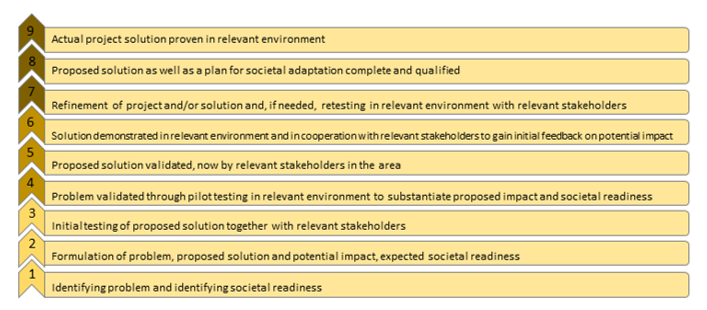 9
Actual project solution proven in relevant environment
8
Proposed solution as well as a plan for societal adaptation complete and qualified
7
Refinement of project and/or solution and, if needed, retesting in relevant environment with relevant stakeholders
6
Solution demonstrated in relevant environment and in cooperation with relevant stakeholders to gain initial feedback on potential impact
5
Proposed solution validated, now by relevant stakeholders in the area
4
Problem validated through pilot testing in relevant environment to substantiate proposed impact and societal readiness
3
Initial testing of proposed solution together with relevant stakeholders
2
Formulation of problem, proposed solution and potential impact, expected societal readiness
1
Identifying problem and identifying societal readiness